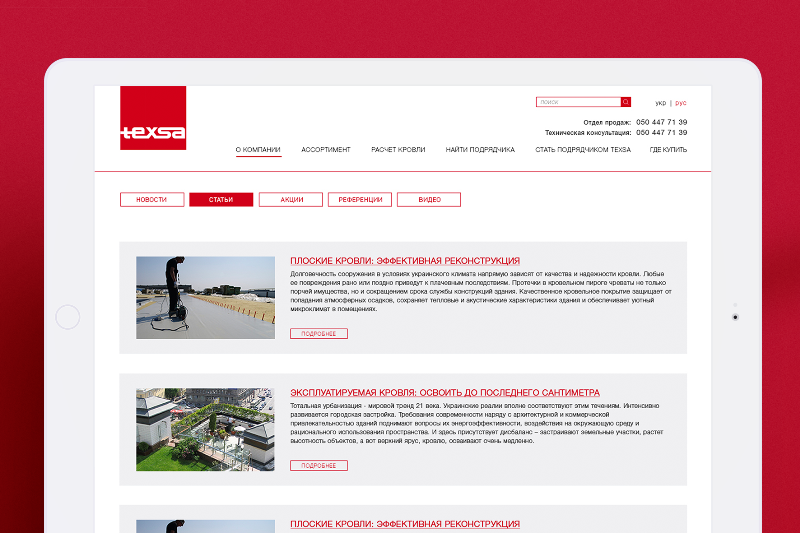 texsa
поиск
укр | рус
Отдел продаж: 050 447 71 39
Техническая консультация: 050 447 71 39
О КОМПАНИИ АССОРТИМЕНТ РАСЧЕТ КРОВЛИ НАЙТИ ПОДРЯДЧИКА СТАТЬ ПОДРЯДЧИКОМ ТЕХSA ГДЕ КУПИТЬ
НОВОСТИ СТАТЬИ АКЦИИ РЕФЕРЕНЦИИ ВИДЕО
ПЛОСКИЕ КРОВЛИ: ЭФФЕКТИВНАЯ РЕКОНСТРУКЦИЯ
Долговечность сооружения в условиях украинского климата напрямую зависят от качества и надежности кровли. Любые
ее повреждения рано или поздно приведут к плачевным последствиям. Протечки в кровельном пироге чреваты не только
порчей имущества, но и сокращением срока службы конструкций здания. Качественное кровельное покрытие защищает от
попадания атмосферных осадков, сохраняет тепловые и акустические характеристики здания и обеспечивает уютный
микроклимат в помещениях.
ПОДРОБНЕЕ
ЭКСПЛУАТИРУЕМАЯ КРОВЛЯ: ОСВОИТЬ ДО ПОСЛЕДНЕГО САНТИМЕТРА
Тотальная урбанизация - мировой тренд 21 века. Украинские реалии вполне соответствуют этим течениям. Интенсивно
развивается городская застройка. Требования современности наряду с архитектурной и коммерческой
привлекательностью зданий поднимают вопросы их энергоэффективности, воздействия на окружающую среду и
рационального использования пространства. И здесь присутствует дисбаланс – застраивают земельные участки, растет
высотность объектов, а вот верхний ярус, кровлю, осваивают очень медленно.
ПОДРОБНЕЕ
ПЛОСКИЕ КРОВЛИ: ЭФФЕКТИВНАЯ РЕКОНСТРУКЦИЯ